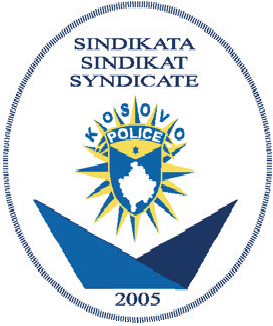 SINDIKATA
SINDIKAT
SYNDICATE
KOSOVO
POLICE
2005